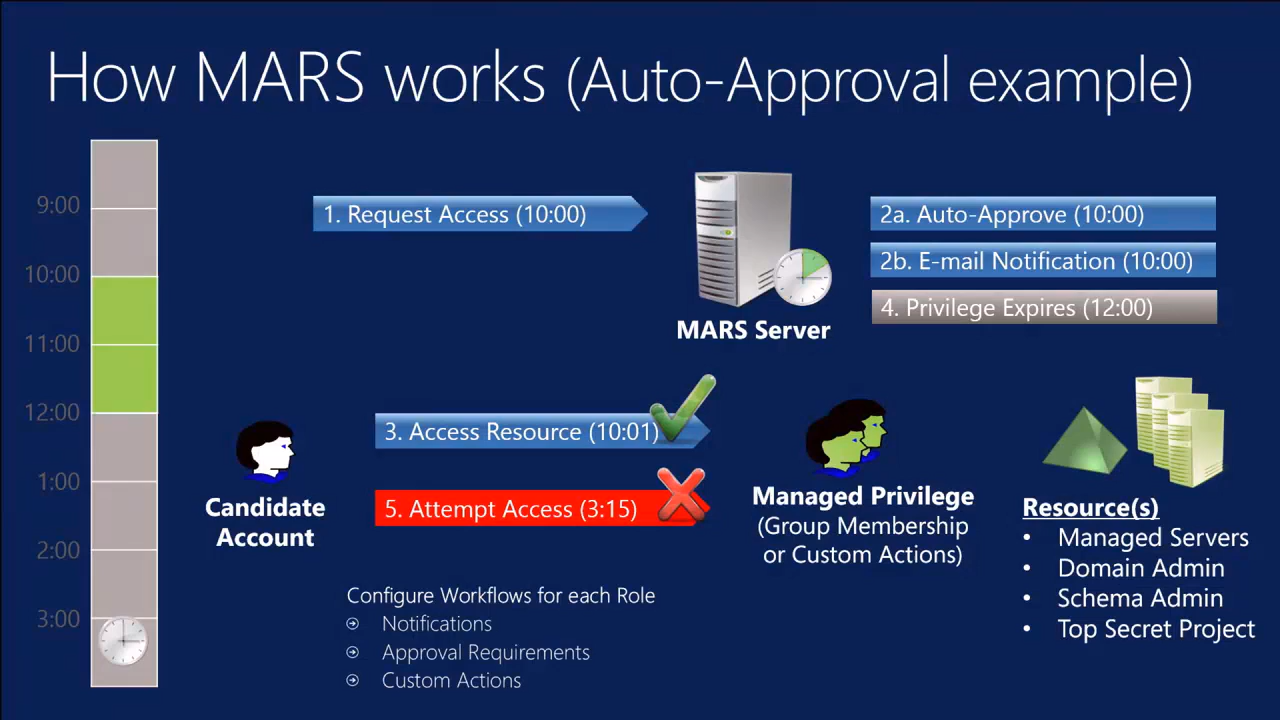 How MARS works (Auto-Approval example)
9:00
10:00
11:00
12:00
1:00
2:00
3:00
1. Request Access (10:00)
MARS Server
2a. Auto-Approve (10:00)
2b. E-mail Notification (10:00)
4. Privilege Expires (12:00)
Candidate
Account
3. Access Resource (10:01)
5. Attempt Access (3:15)
Managed Privilege
(Group Membership
or Custom Actions)
Resource(s)
• Managed Servers
• Domain Admin
• Schema Admin
• Top Secret Project
Configure Workflows for each Role
Notifications
Approval Requirements
Custom Actions